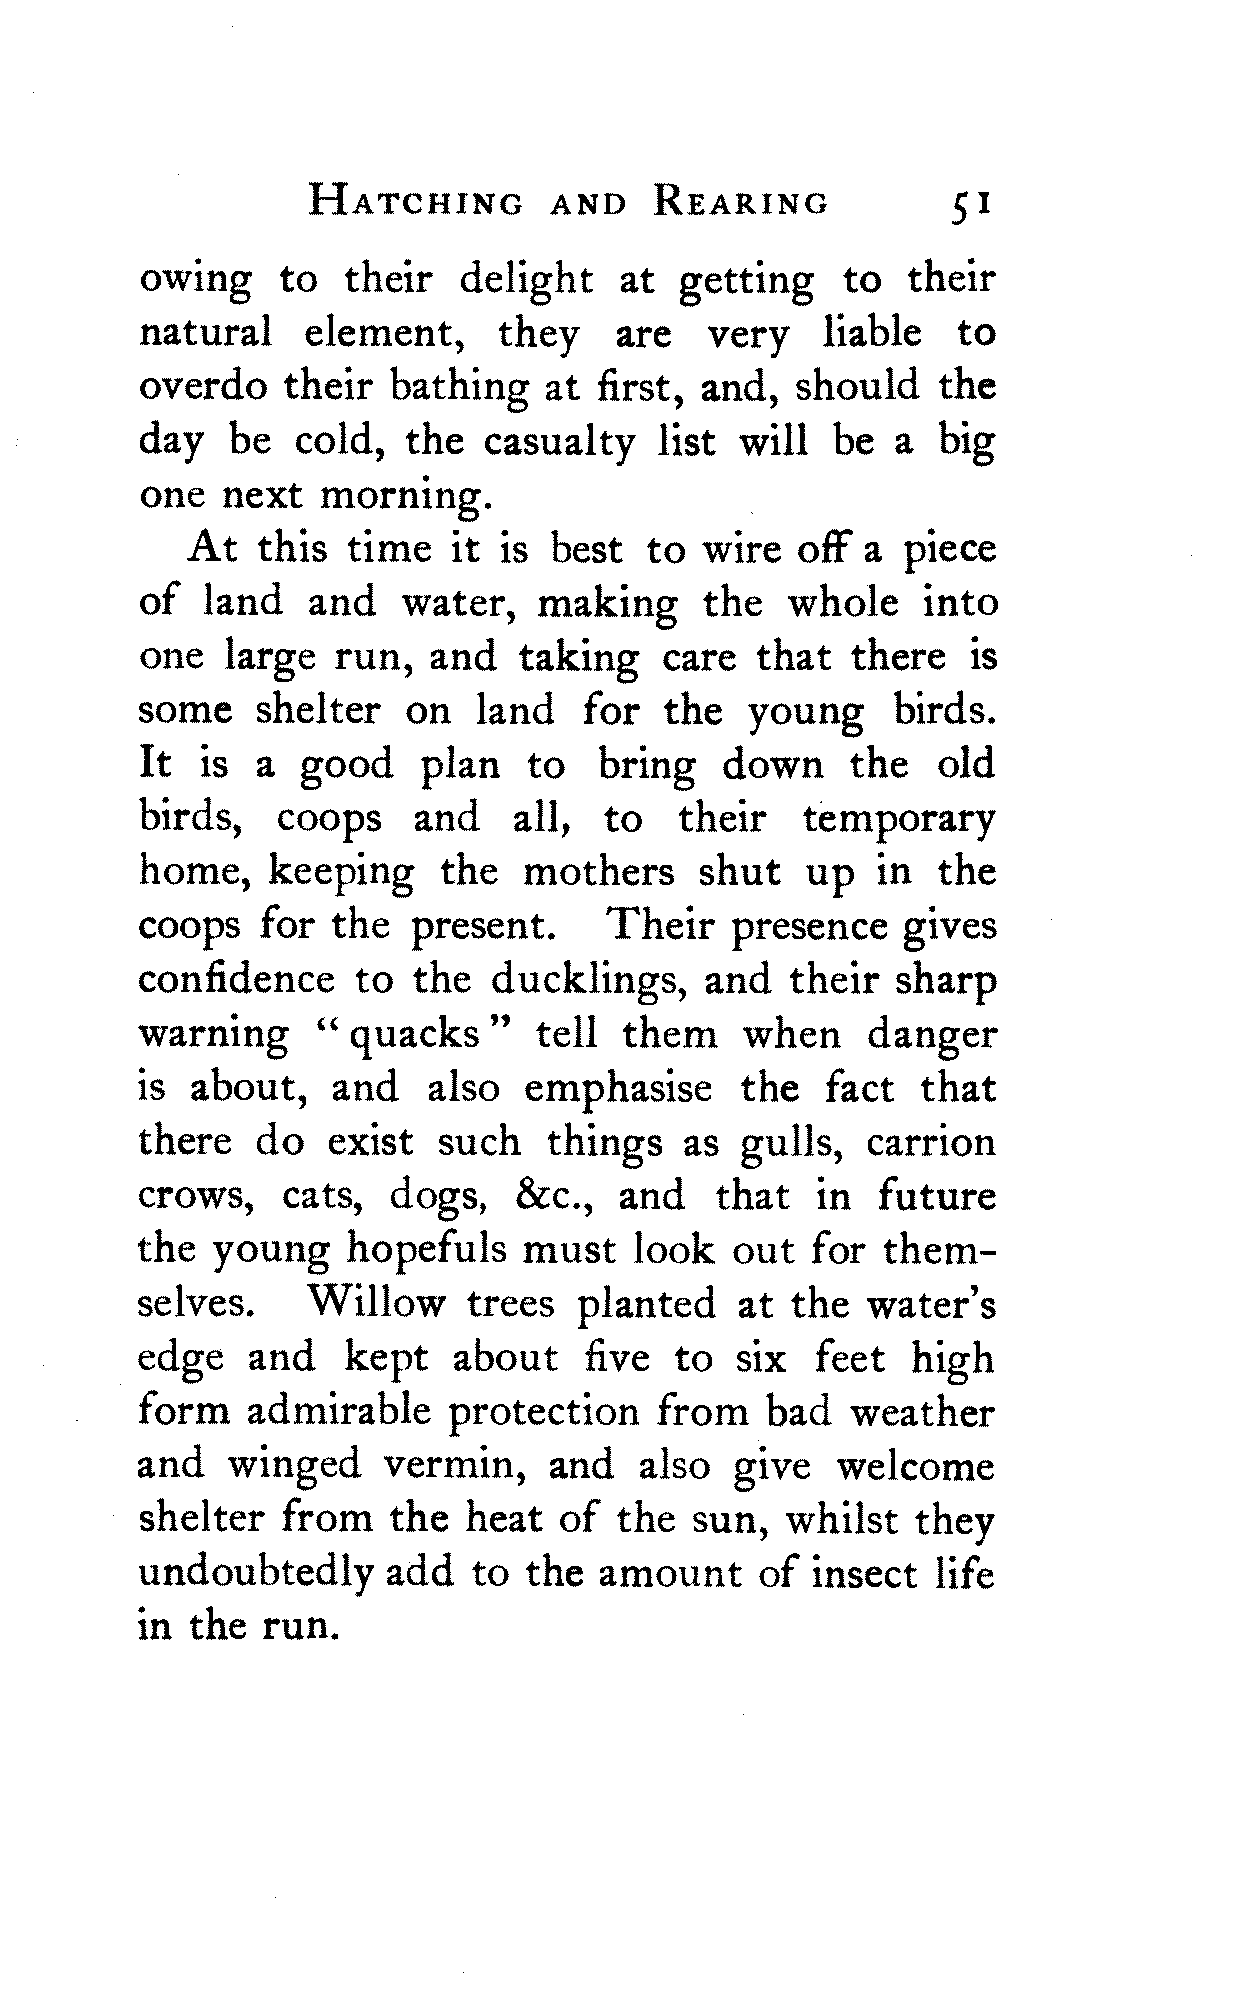 HATCHING AND REARING 51
owing to their delight at getting to their
natural element, they are very liable to
overdo their bathing at first, and, should the
day be cold, the casualty list will be a big
one next morning.
At this time it is best to wire off a piece
of land and water, making the whole into
one large run, and taking care that there is
some shelter on land for the young birds.
It is a good plan to bring down the old
birds, coops and all, to their temporary
home, keeping the mothers shut up in the
coops for the present. Their presence gives
confidence to the ducklings, and their sharp
warning “ quacks ” tell them when danger
is about, and also emphasise the fact that
there do exist such things as gulls, carrion
crows, cats, dogs, &c., and that in future
the young hopefuls must look out for them-
selves. Willow trees planted at the water's
edge and kept about five to six feet high
form admirable protection from bad weather
and winged vermin, and also give welcome
shelter from the heat of the sun, whilst they
undoubtedly add to the amount of insect life
in the run.